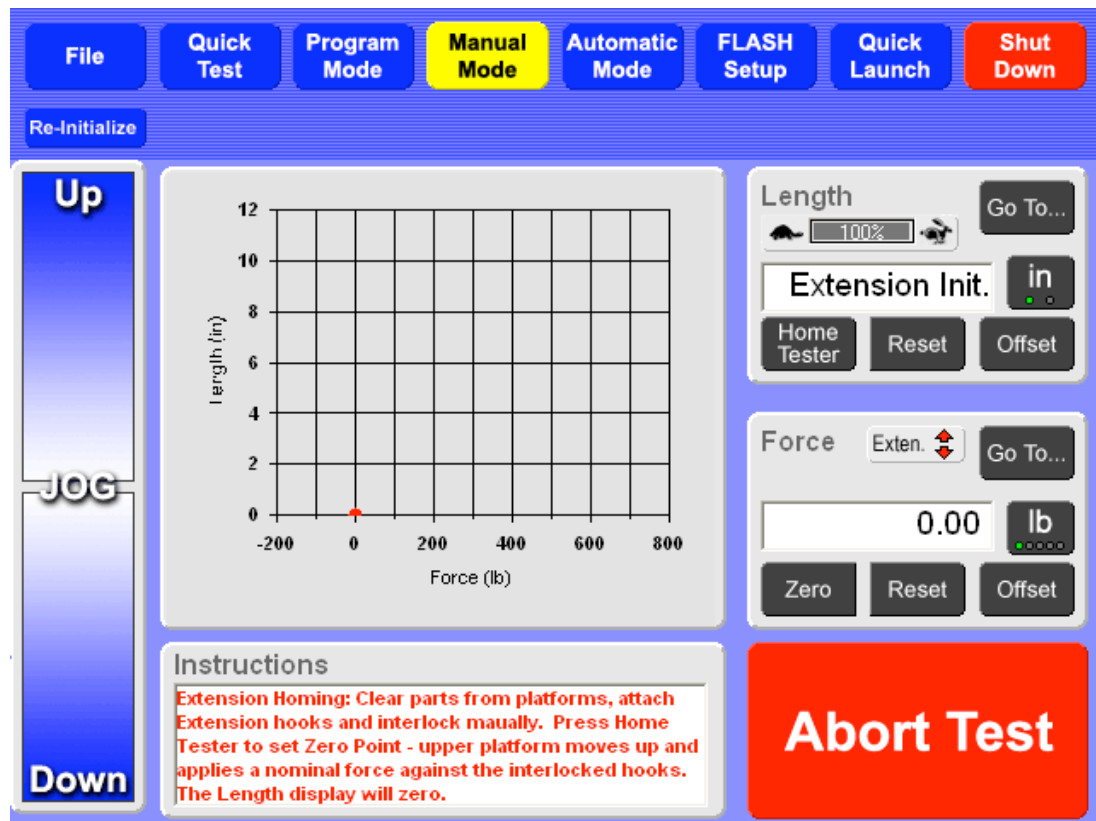 File
Quick
Test
Program
Mode
Manual
Mode
Automatic
Mode
FLASH
Setup
Quick
Launch
Shut
Down
Re-Initialize
Up
JOG
Down
12
10
8
6
4
2
0
Length (in)
-200 0 200 400 600 800
Force (lb)
Length
Go To...
100%
Extension Init.
in
Home
Tester
Reset
Offset
Force
Exten.
Go To...
0.00
lb
Zero
Reset
Offset
Instructions
Extension Homing: Clear parts from platforms, attach
Extension hooks and interlock maually. Press Home
Tester to set Zero Point - upper platform moves up and
applies a nominal force against the interlocked hooks.
The Length display will zero.
Abort Test